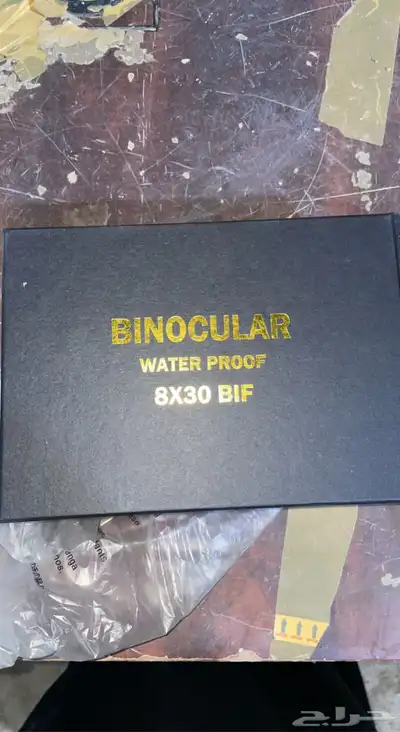 BINOCULAR
WATER PROOF
8X30 BIF
حراج